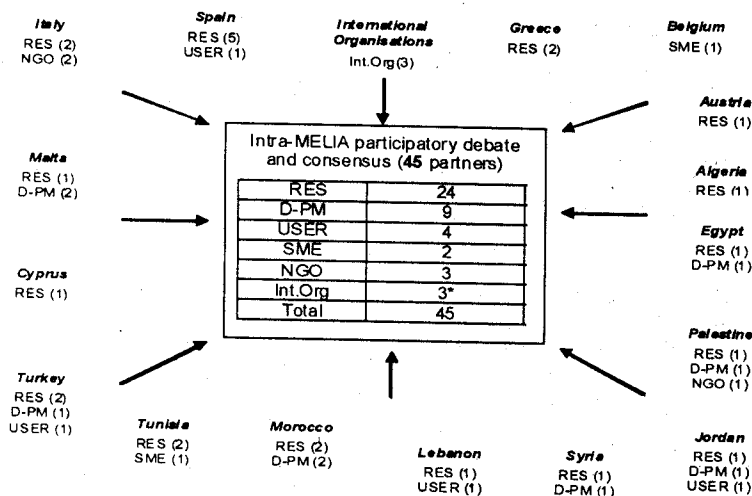 Italy
RES (2)
NGO (2)
Spain
RES (5)
USER (1)
International
Organisations
Int.Org(3)
Greece
RES (2)
Belgium
SME (1)
Austria
RES (1)
Malta
RES (1)
D-PM (2)
Intra-MELIA participatory debate
and consensus (45 partners)
RES 24
D-PM 9
USER 4
SME 2
NGO 3
Int.Org 3*
Total 45
Algeria
RES (1)
Egypt
RES (1)
D-PM (1)
Cyprus
RES (1)
Palestine
RES (1)
D-PM (1)
NGO (1)
Turkey
RES (2)
D-PM (1)
USER (1)
Tunisia
RES (2)
SME (1)
Morocco
RES (2)
D-PM (2)
Lebanon
RES (1)
USER (1)
Syria
RES (1)
D-PM (1)
Jordan
RES (1)
D-PM (1)
USER (1)